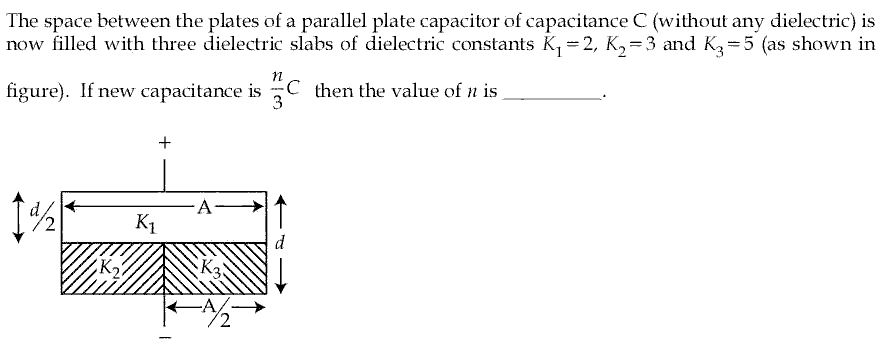 The space between the plates of a parallel plate capacitor of capacitance C (without any dielectric) is
now filled with three dielectric slabs of dielectric constants K₁=2, K₂=3 and K₃=5 (as shown in
figure). If new capacitance is n/3 C then the value of n is ________.
+
d/2
A
K₁
d
K₂
K₃
A/2
−